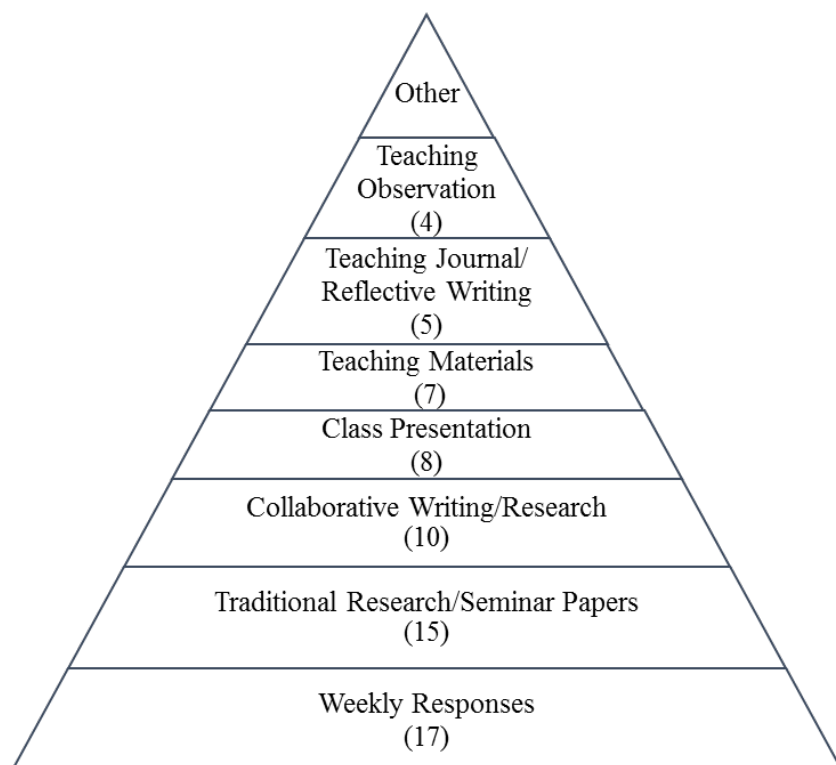 Other
Teaching
Observation
(4)
Teaching Journal/
Reflective Writing
(5)
Teaching Materials
(7)
Class Presentation
(8)
Collaborative Writing/Research
(10)
Traditional Research/Seminar Papers
(15)
Weekly Responses
(17)